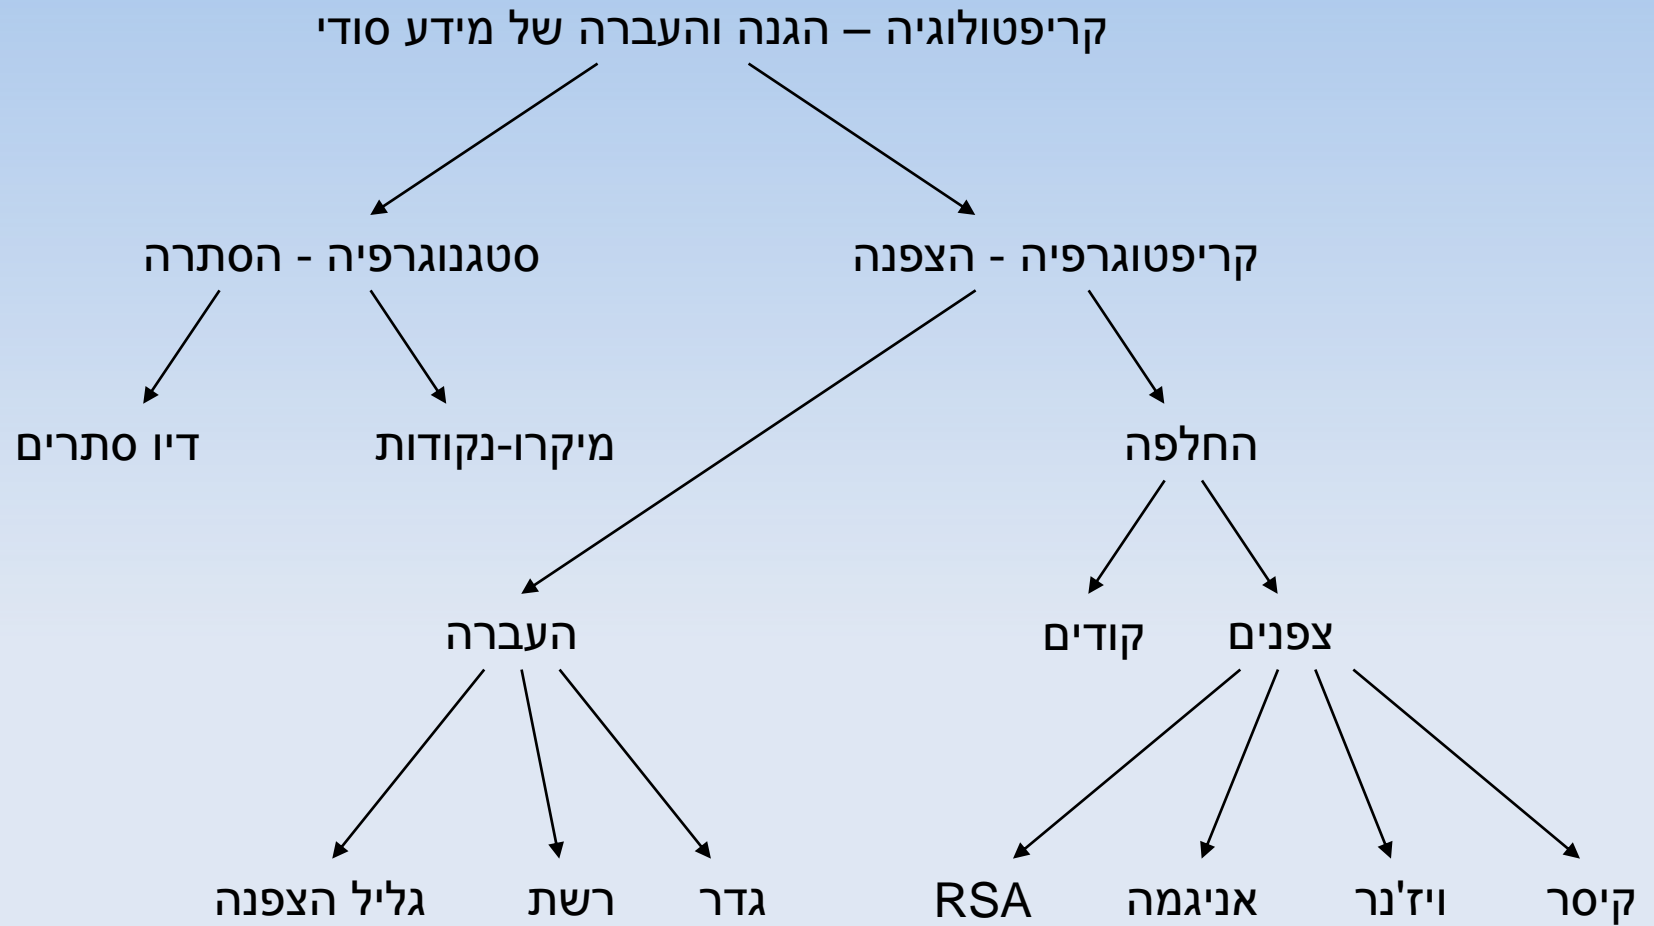 קריפטולוגיה – הגנה והעברה של מידע סודי
קריפטוגרפיה - הצפנה
סטגנוגרפיה - הסתרה
החלפה
מיקרו-נקודות
דיו סתרים
צפנים
קודים
העברה
קיסר
ויז'נר
אניגמה
RSA
גדר
רשת
גליל הצפנה